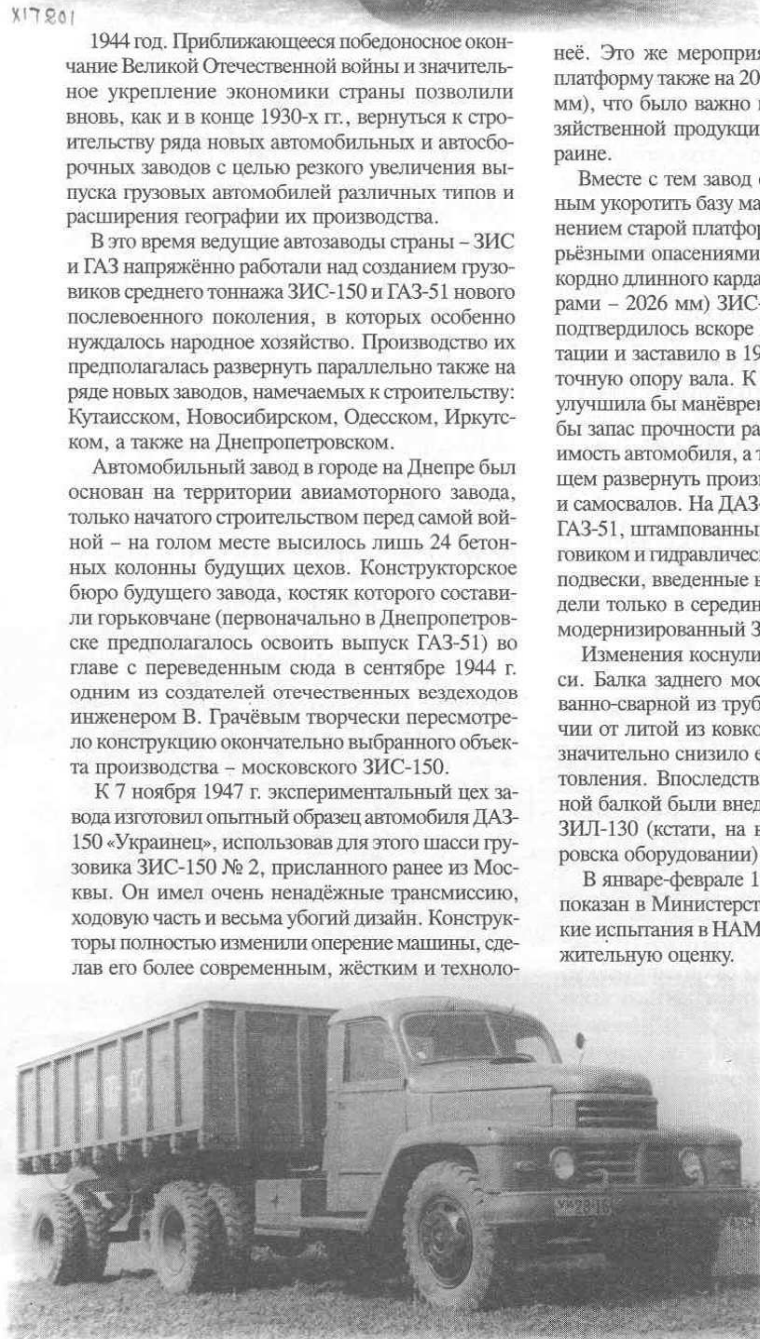 X17801
1944 год. Приближающееся победоносное окон-
чание Великой Отечественной войны и значитель-
ное укрепление экономики страны позволили
вновь, как и в конце 1930-х гг., вернуться к стро-
ительству ряда новых автомобильных и автосбо-
рочных заводов с целью резкого увеличения вы-
пуска грузовых автомобилей различных типов и
расширения географии их производства.
В это время ведущие автозаводы страны – ЗИС
и ГАЗ напряжённо работали над созданием грузо-
виков среднего тоннажа ЗИС-150 и ГАЗ-51 нового
послевоенного поколения, в которых особенно
нуждалось народное хозяйство. Производство их
предполагалась развернуть параллельно также на
ряде новых заводов, намечаемых к строительству:
Кутаисском, Новосибирском, Одесском, Иркутс-
ком, а также на Днепропетровском.
Автомобильный завод в городе на Днепре был
основан на территории авиамоторного завода,
только начатого строительством перед самой вой-
ной – на голом месте высилось лишь 24 бетон-
ных колонны будущих цехов. Конструкторское
бюро будущего завода, костяк которого состави-
ли горьковчане (первоначально в Днепропетров-
ске предполагалось освоить выпуск ГАЗ-51) во
главе с переведенным сюда в сентябре 1944 г.
одним из создателей отечественных вездеходов
инженером В. Грачёвым творчески пересмотре-
ло конструкцию окончательно выбранного объек-
та производства – московского ЗИС-150.
К 7 ноября 1947 г. экспериментальный цех за-
вода изготовил опытный образец автомобиля ДАЗ-
150 «Украинец», использовав для этого шасси гру-
зовика ЗИС-150 № 2, присланного ранее из Мос-
квы. Он имел очень ненадёжные трансмиссию,
ходовую часть и весьма убогий дизайн. Конструк-
торы полностью изменили оперение машины, сде-
лав его более современным, жёстким и техноло-
неё. Это же мероприя
платформу также на 20
мм), что было важно
зяйственной продукци
раине.
Вместе с тем завод
ным укоротить базу ма
нением старой платфор
рьёзными опасениями
кордно длинного карда
рами – 2026 мм) ЗИС-
подтвердилось вскоре
тации и заставило в 19
точную опору вала. К
улучшила бы манёврен
бы запас прочности ра
имость автомобиля, а т
щем развернуть произ
и самосвалов. На ДАЗ-
ГАЗ-51, штампованны
говиком и гидравличес
подвески, введенные в
дели только в середин
модернизированный З
Изменения коснули
си. Балка заднего мос
ванно-сварной из труб
чии от литой из ковко
значительно снизило е
товления. Впоследств
ной балкой были внед
ЗИЛ-130 (кстати, на в
ровска оборудовании)
В январе-феврале 1
показан в Министерст
кие испытания в НАМ
жительную оценку.